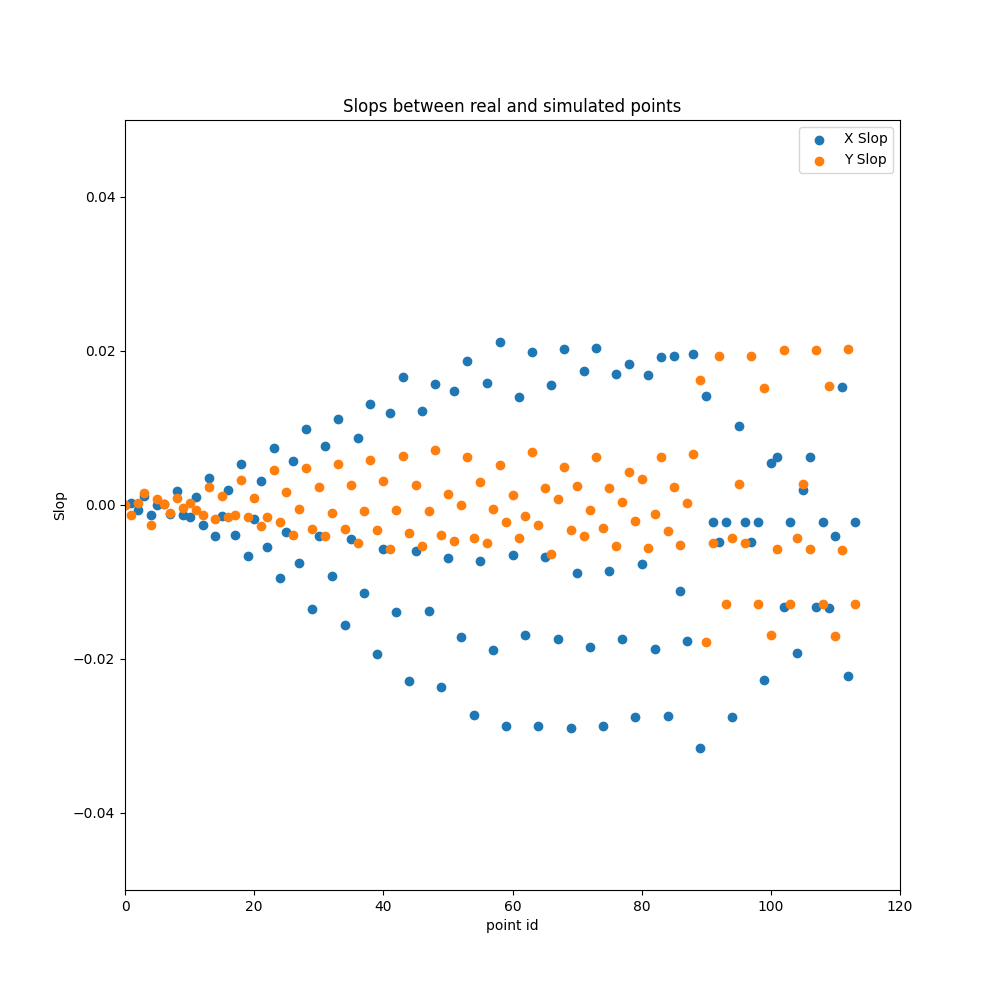 Slops between real and simulated points
X Slop
Y Slop
0.04
0.02
0.00
−0.02
−0.04
Slop
0 20 40 60 80 100 120
point id